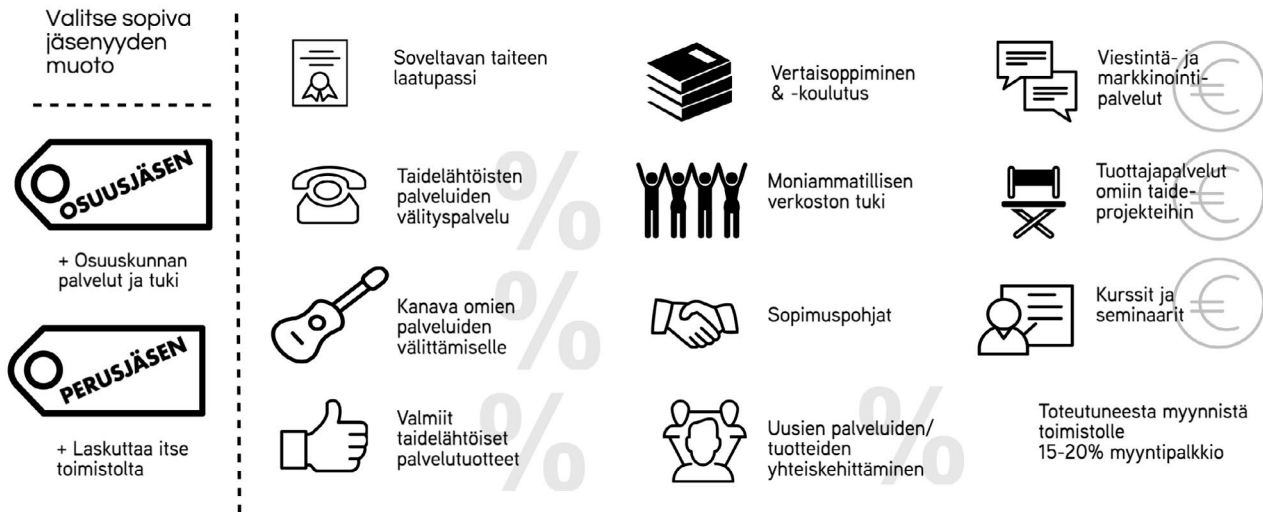 Valitse sopiva
jäsenyyden
muoto
OSUUSJÄSEN
+ Osuuskunnan
palvelut ja tuki
PERUSJÄSEN
+ Laskuttaa itse
toimistolta
Soveltavan taiteen
laatupassi
Taidelähtöisten
palveluiden
välityspalvelu
%
Kanava omien
palveluiden
välittämiselle
%
Valmiit
taidelähtöiset
palvelutuotteet
%
Vertaisoppiminen
& -koulutus
Moniammatillisen
verkoston tuki
Sopimuspohjat
Uusien palveluiden/
tuotteiden
yhteiskehittäminen
%
Viestintä- ja
markkinointi-
palvelut
€
Tuottajapalvelut
omiin taide-
projekteihin
€
Kurssit ja
seminaarit
€
Toteutuneesta myynnistä
toimistolle
15-20% myyntipalkkio